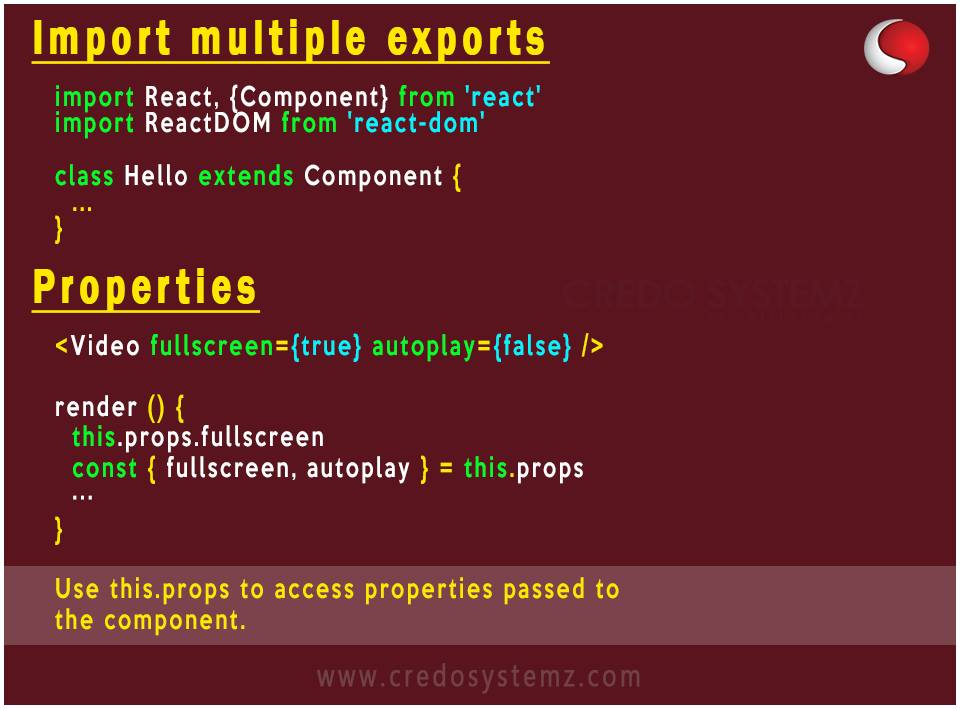 Import multiple exports
import React, {Component} from 'react'
import ReactDOM from 'react-dom'
class Hello extends Component {
...
}
Properties
CREDO SYSTEMZ
<Video fullscreen={true} autoplay={false} />
render () {
this.props.fullscreen
const { fullscreen, autoplay } = this.props
...
}
Use this.props to access properties passed to
the component.
www.credosystemz.com